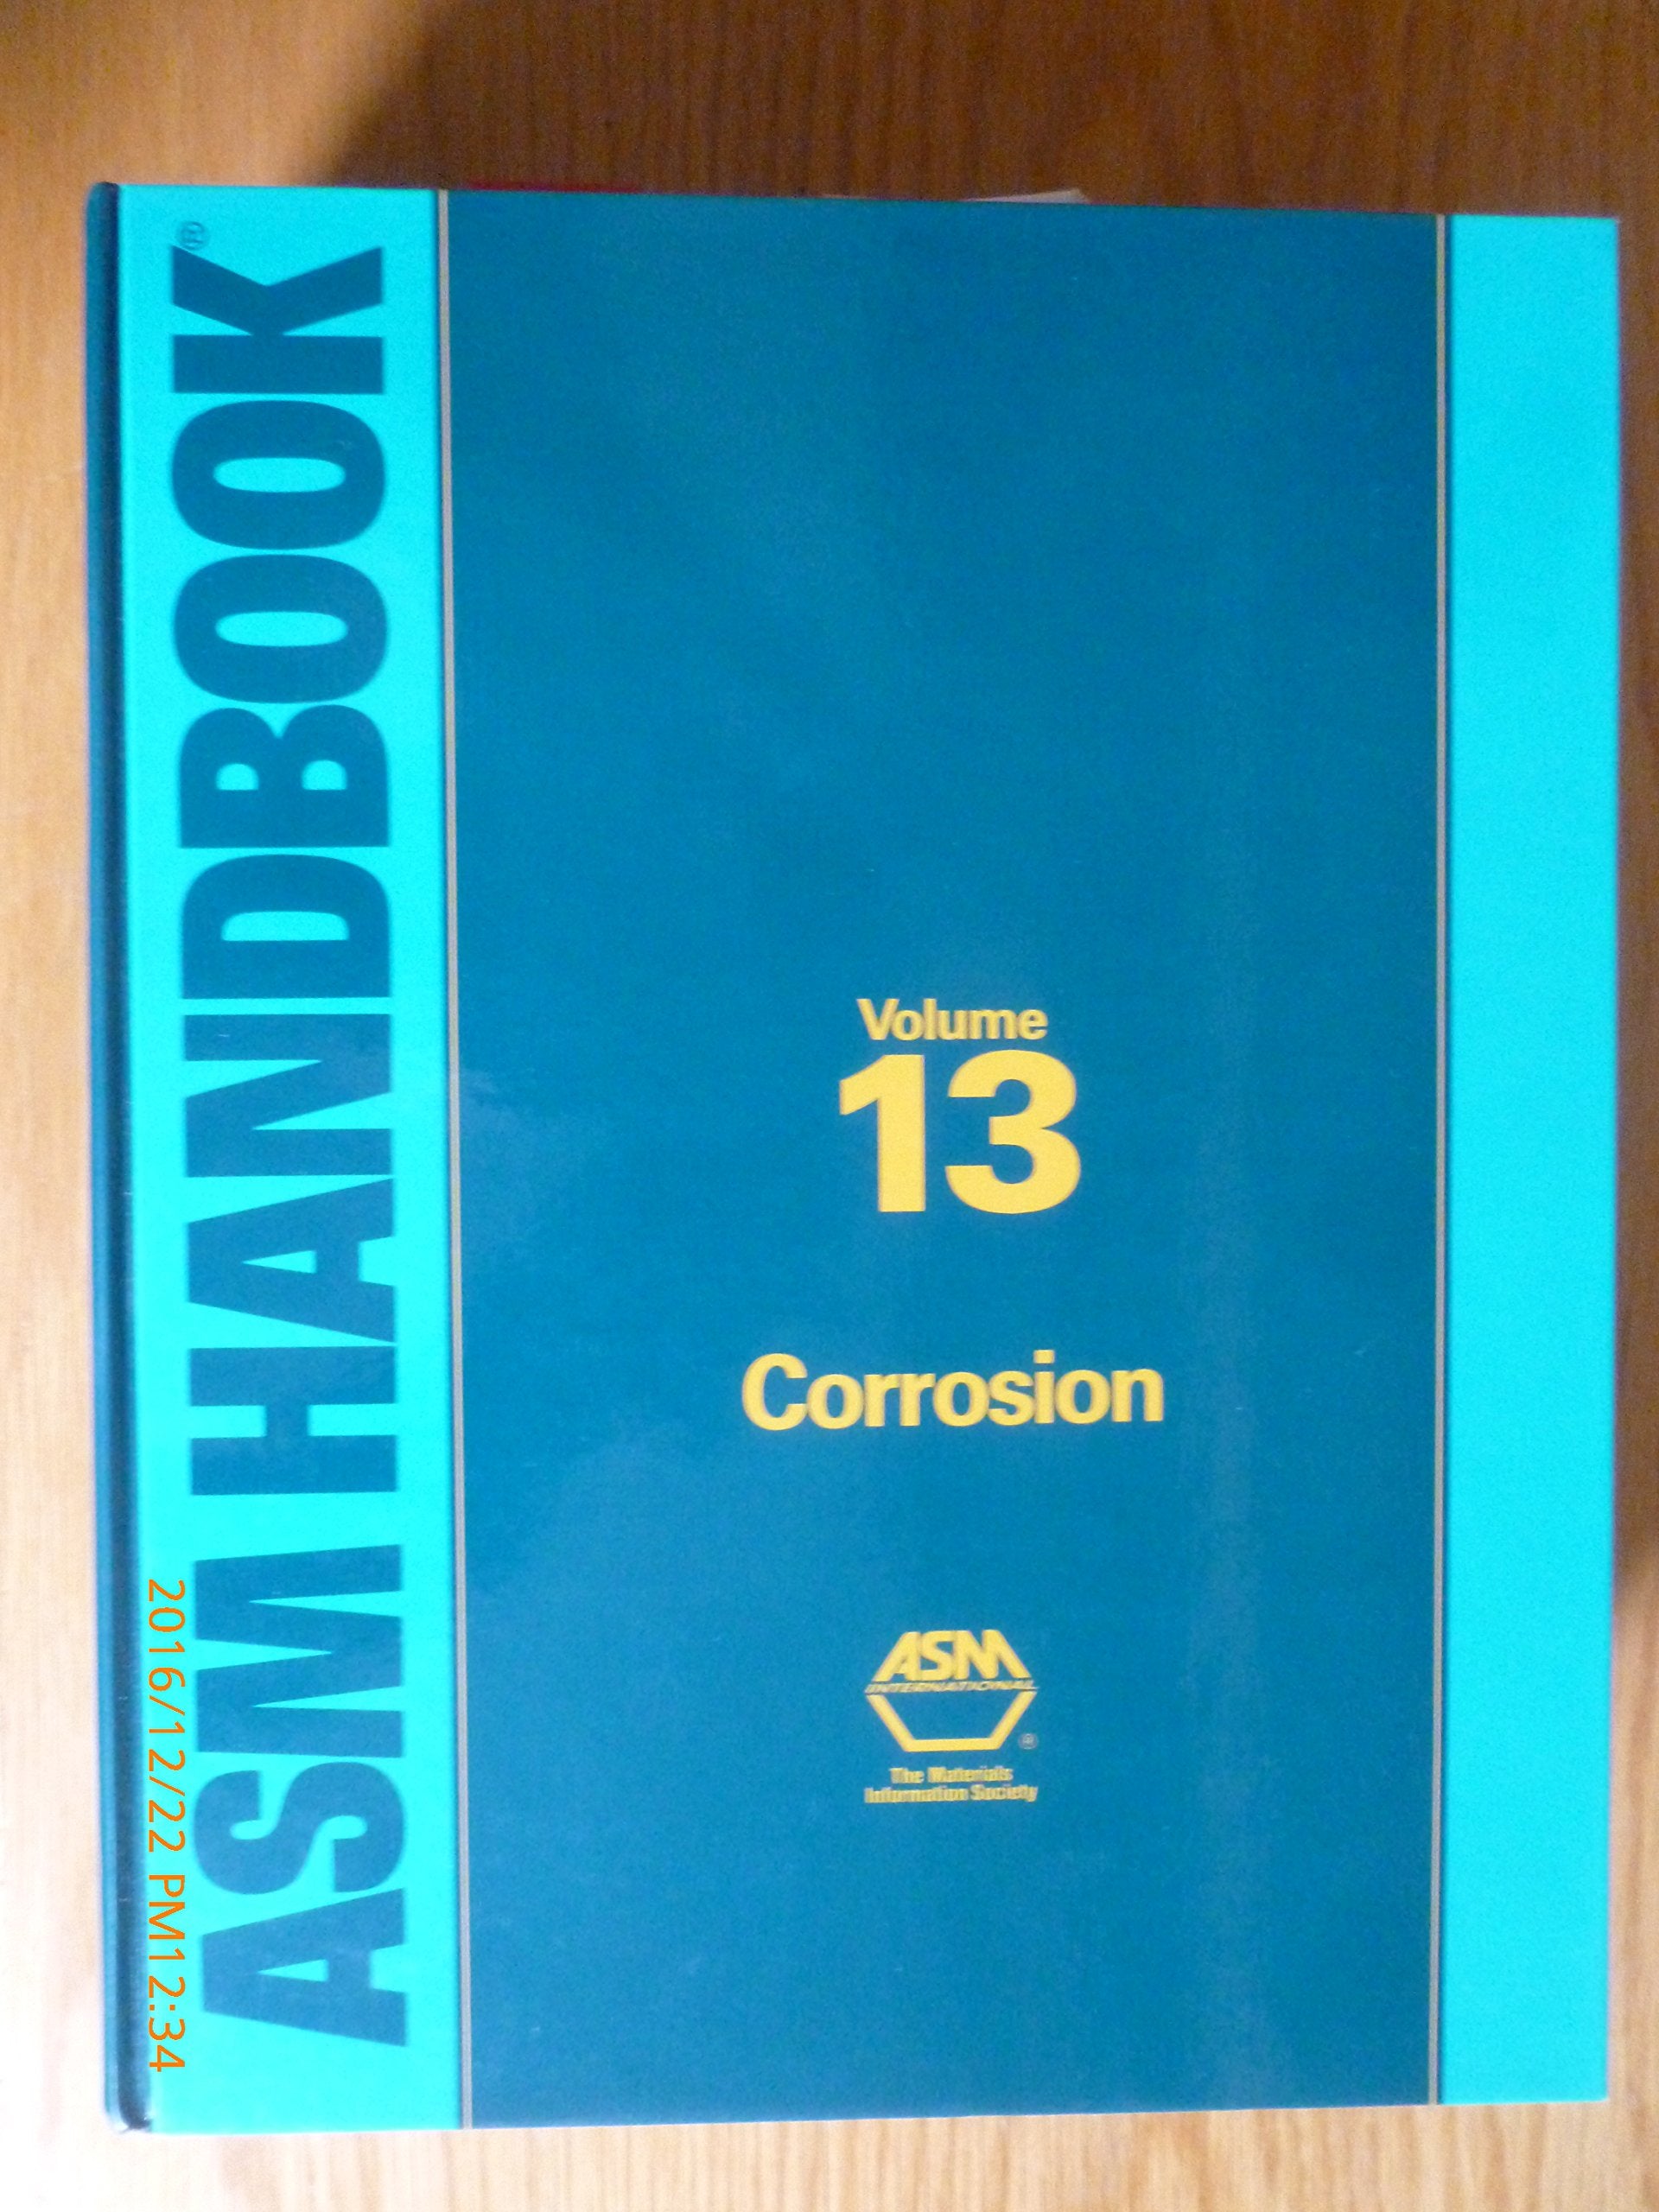 ASM HANDBOOK®
Volume
13
Corrosion
ASM
INTERNATIONAL
®
The Materials
Information Society
2016/12/22 PM12:34